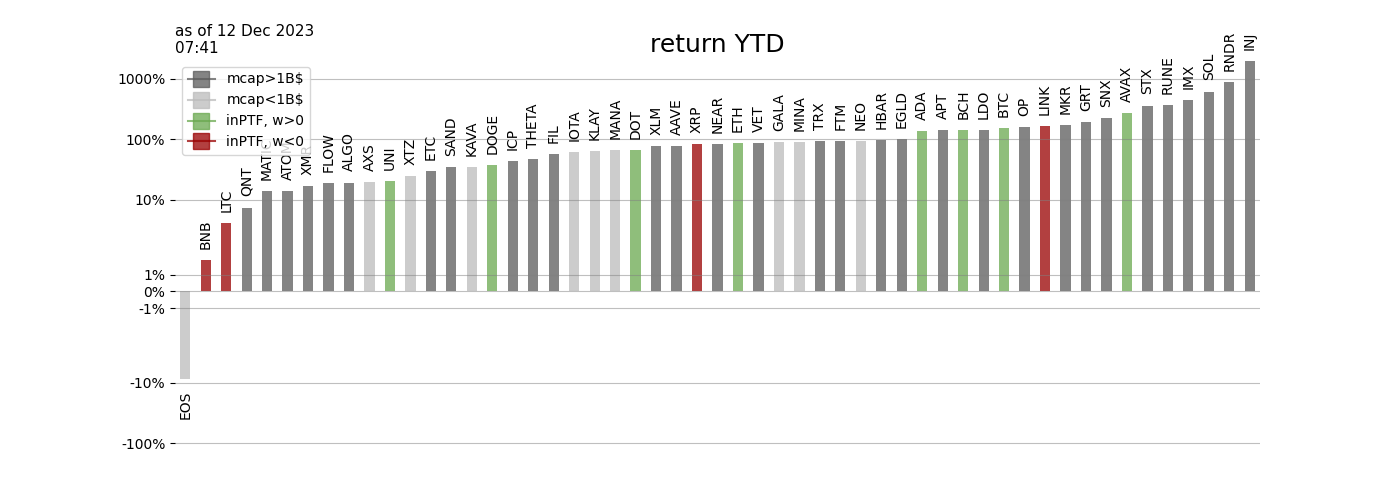 as of 12 Dec 2023
07:41
return YTD
mcap>1B$
mcap<1B$
inPTF, w>0
inPTF, w<0
1000%
100%
10%
1%
0%
-1%
-10%
-100%
EOS
BNB
LTC
QNT
MATIC
ATOM
XMR
FLOW
ALGO
AXS
UNI
XTZ
ETC
SAND
KAVA
DOGE
ICP
THETA
FIL
IOTA
KLAY
MANA
DOT
XLM
AAVE
XRP
NEAR
ETH
VET
GALA
MINA
TRX
FTM
NEO
HBAR
EGLD
ADA
APT
BCH
LDO
BTC
OP
LINK
MKR
GRT
SNX
AVAX
STX
RUNE
IMX
SOL
RNDR
INJ